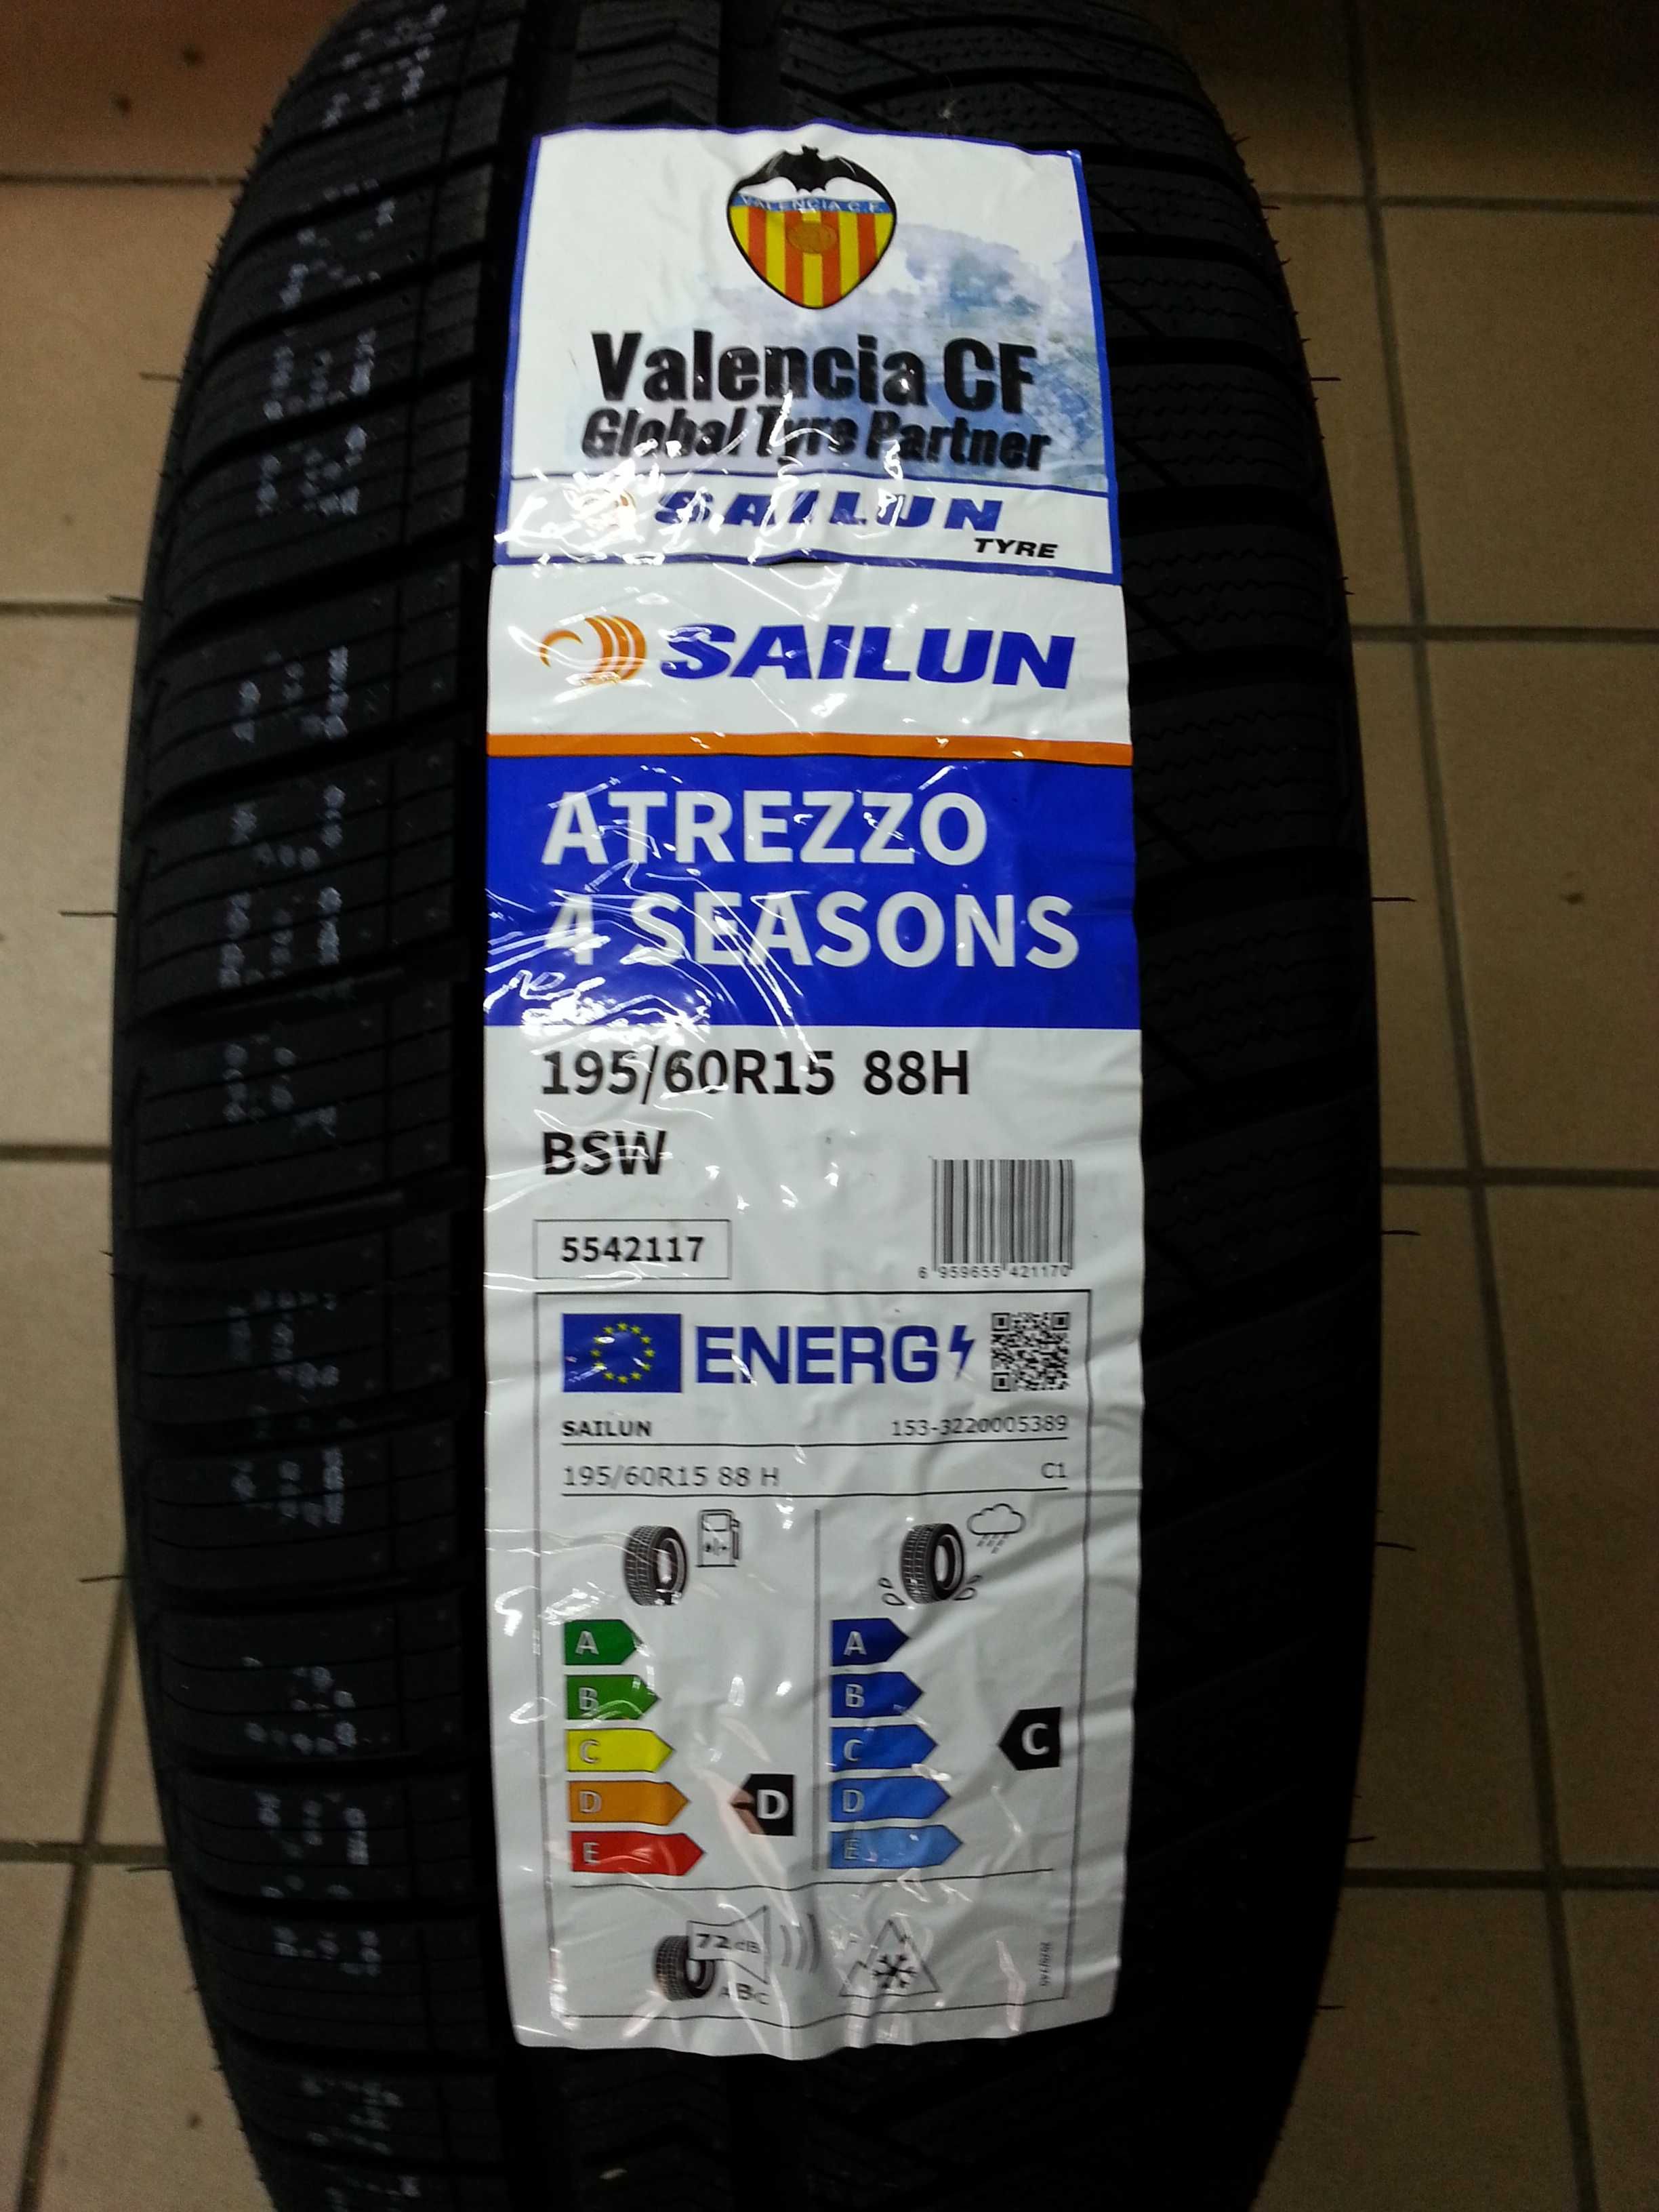 VALENCIA C.F.
Valencia CF
Global Tyre Partner
SAILUN
TYRE
SAILUN
ATREZZO
4 SEASONS
195/60R15 88H
BSW
5542117
6 959655 421170
ENERG
SAILUN 153-3220005389
195/60R15 88 H C1
A A
B B
C C C
D D D
E E
72 dB
ABC